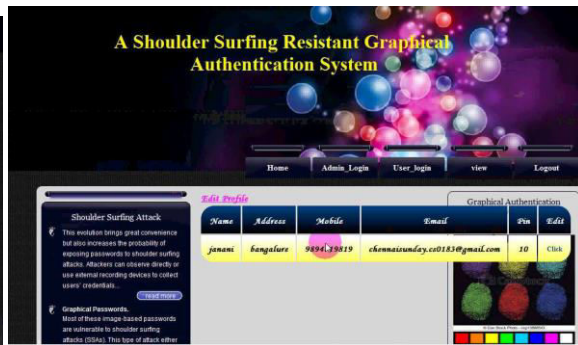 A Shoulder Surfing Resistant Graphical
Authentication System
Home Admin_Login User_login view Logout
Edit Profile
Graphical Authentication
Name Address Mobile Email Pin Edit
janani bangalure chennaisunday.cs0183@gmail.com 10 Click
Shoulder Surfing Attack
This evolution brings great convenience
but also increases the probability of
exposing passwords to shoulder surfing
attacks. Attackers can observe directly or
use external recording devices to collect
users' credentials...
read more
Graphical Passwords.
Most of these image-based passwords
are vulnerable to shoulder surfing
attacks (SSAs). This type of attack either